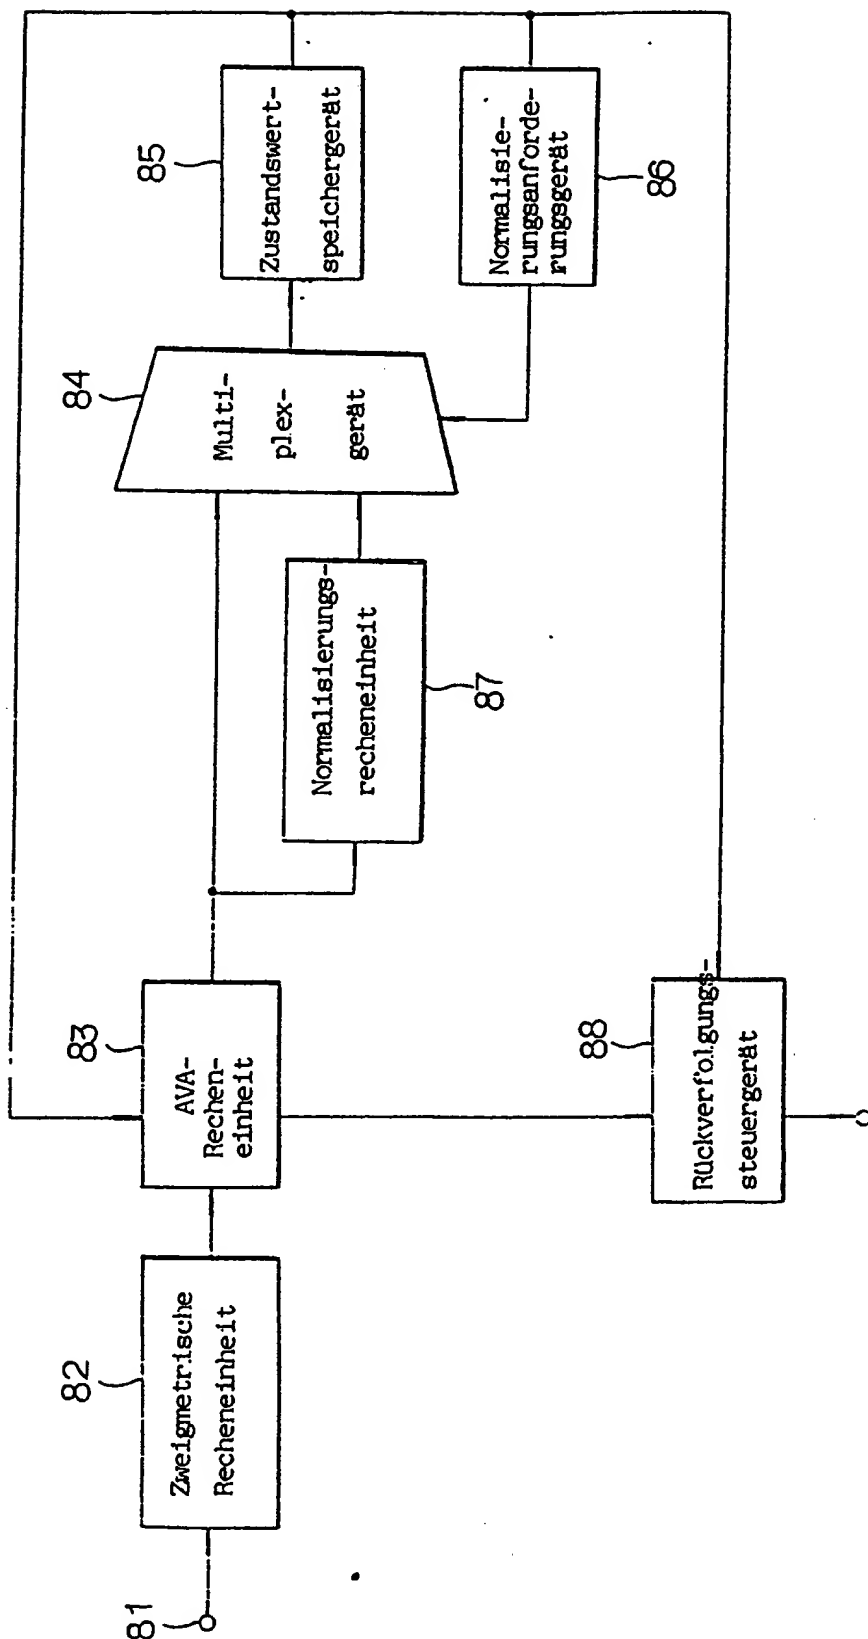 81
82
Zweigmetrische
Recheneinheit
83
AVA-
Rechen-
einheit
84
Multi-
plex-
gerät
85
Zustandswert-
speichergerät
Normalisie-
rungsanforde-
rungsgerät
86
Normalisierungs-
recheneinheit
87
88
Rückverfolgungs-
steuergerät